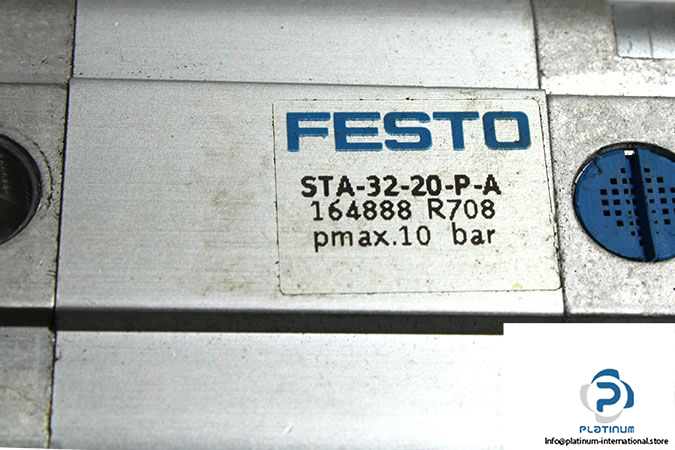 FESTO
STA-32-20-P-A
164888 R708
pmax.10 bar
PLATINUM
Info@platinum-international.store